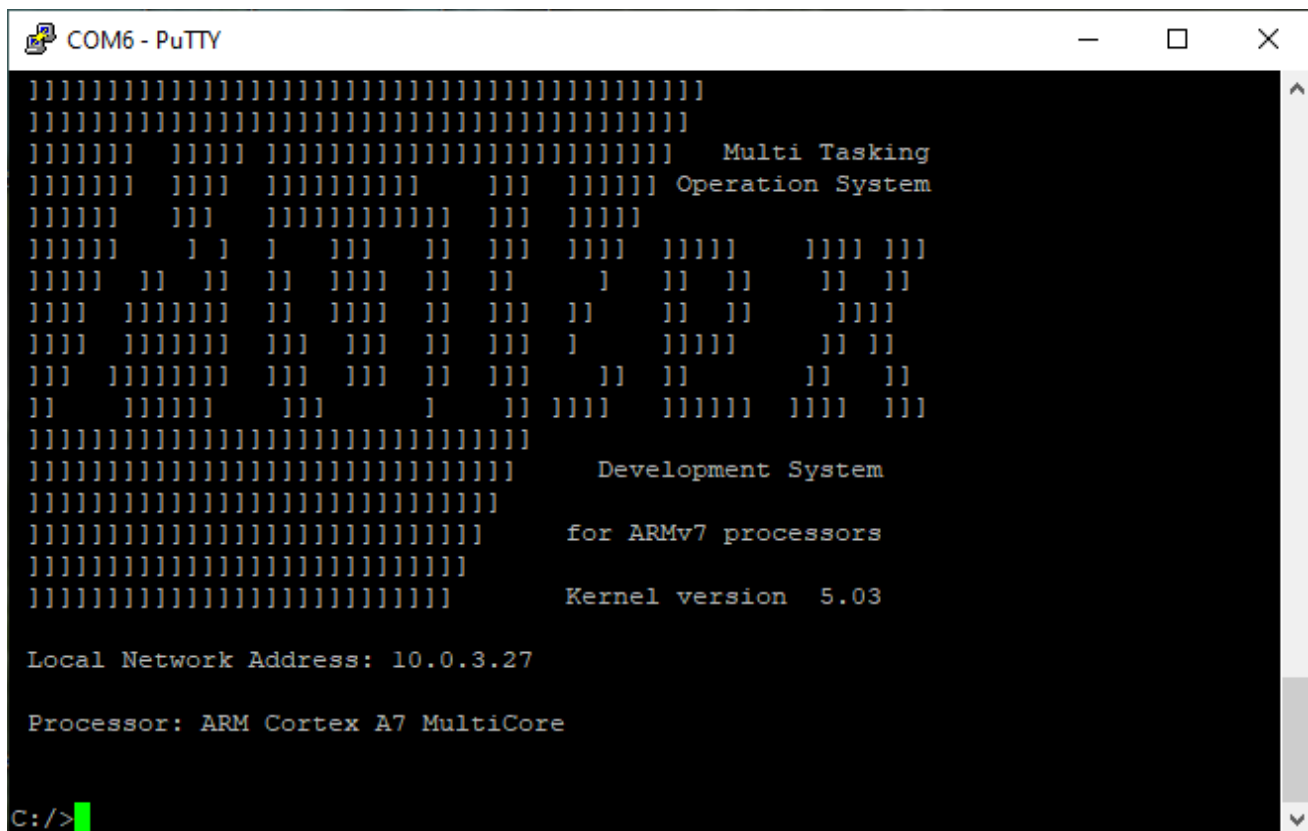 COM6 - PuTTY
]]]]]]]]]]]]]]]]]]]]]]]]]]]]]]]]]]]]]]]]]]]
]]]]]]]]]]]]]]]]]]]]]]]]]]]]]]]]]]]]]]]]]]
]]]]]]]  ]]]]] ]]]]]]]]]]]]]]]]]]]]]]]]]]   Multi Tasking
]]]]]]]  ]]]]  ]]]]]]]]]]    ]]]  ]]]]]] Operation System
]]]]]]   ]]]   ]]]]]]]]]]]]  ]]]  ]]]]]
]]]]]]    ] ]  ]   ]]]   ]]  ]]]  ]]]]  ]]]]]    ]]]] ]]]
]]]]]  ]]  ]]  ]]  ]]]]  ]]  ]]     ]   ]]  ]]    ]]  ]]
]]]]  ]]]]]]]  ]]  ]]]]  ]]  ]]]  ]]    ]]  ]]     ]]]]
]]]]  ]]]]]]]  ]]]  ]]]  ]]  ]]]  ]     ]]]]]     ]] ]]
]]]  ]]]]]]]]  ]]]  ]]]  ]]  ]]]    ]]  ]]       ]]   ]]
]]    ]]]]]]    ]]]      ]    ]] ]]]]   ]]]]]]  ]]]]  ]]]
]]]]]]]]]]]]]]]]]]]]]]]]]]]]]]]]
]]]]]]]]]]]]]]]]]]]]]]]]]]]]]]]     Development System
]]]]]]]]]]]]]]]]]]]]]]]]]]]]]]
]]]]]]]]]]]]]]]]]]]]]]]]]]]]]     for ARMv7 processors
]]]]]]]]]]]]]]]]]]]]]]]]]]]]
]]]]]]]]]]]]]]]]]]]]]]]]]]]       Kernel version  5.03
Local Network Address: 10.0.3.27
Processor: ARM Cortex A7 MultiCore
C:/>